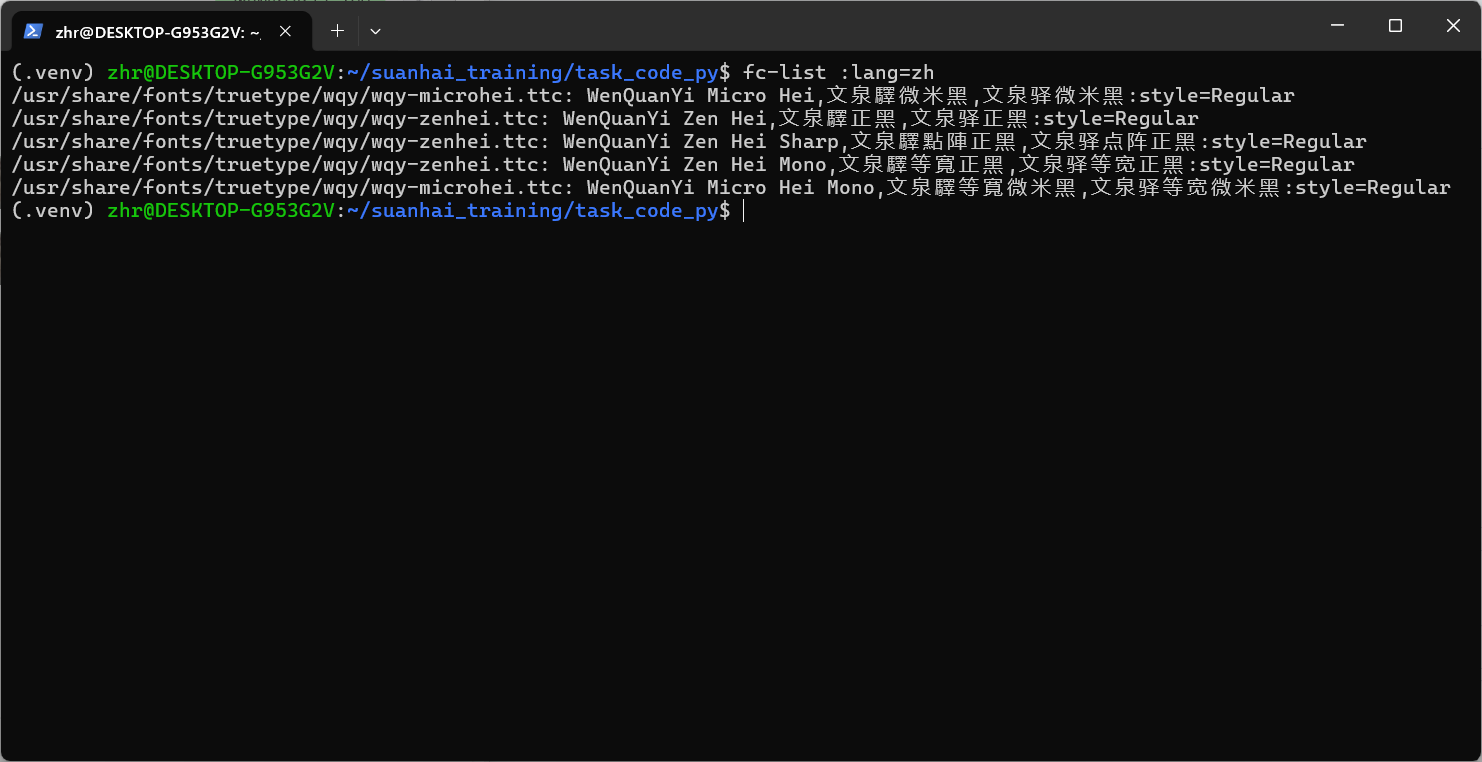 zhr@DESKTOP-G953G2V: ~
(.venv) zhr@DESKTOP-G953G2V:~/suanhai_training/task_code_py$ fc-list :lang=zh
/usr/share/fonts/truetype/wqy/wqy-microhei.ttc: WenQuanYi Micro Hei,文泉驛微米黑,文泉驿微米黑:style=Regular
/usr/share/fonts/truetype/wqy/wqy-zenhei.ttc: WenQuanYi Zen Hei,文泉驛正黑,文泉驿正黑:style=Regular
/usr/share/fonts/truetype/wqy/wqy-zenhei.ttc: WenQuanYi Zen Hei Sharp,文泉驛點陣正黑,文泉驿点阵正黑:style=Regular
/usr/share/fonts/truetype/wqy/wqy-zenhei.ttc: WenQuanYi Zen Hei Mono,文泉驛等寬正黑,文泉驿等宽正黑:style=Regular
/usr/share/fonts/truetype/wqy/wqy-microhei.ttc: WenQuanYi Micro Hei Mono,文泉驛等寬微米黑,文泉驿等宽微米黑:style=Regular
(.venv) zhr@DESKTOP-G953G2V:~/suanhai_training/task_code_py$